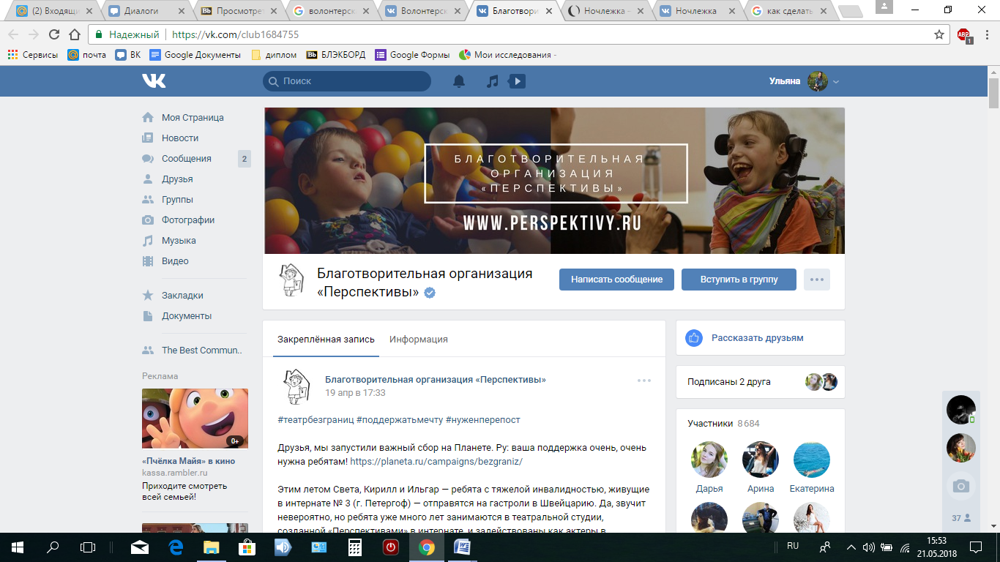 (2) Входящи
Диалоги
Просмотре
волонтерск
Волонтерск
Благотвори
Ночлежка -
Ночлежка
как сделать
Надежный
https://vk.com/club1684755
ABP
1
Сервисы
почта
ВК
Google Документы
диплом
Bb
БЛЭКБОРД
Google Формы
Мои исследования -
Поиск
Ульяна
Моя Страница
Новости
Сообщения
2
Друзья
Группы
Фотографии
Музыка
Видео
Закладки
Документы
The Best Commun..
Реклама
0+
«Пчёлка Майя» в кино
kassa.rambler.ru
Приходите смотреть
всей семьей!
БЛАГОТВОРИТЕЛЬНАЯ
ОРГАНИЗАЦИЯ
«ПЕРСПЕКТИВЫ»
WWW.PERSPEKTIVY.RU
Благотворительная организация
«Перспективы»
Написать сообщение
Вступить в группу
Закреплённая запись
Информация
Благотворительная организация «Перспективы»
19 апр в 17:33
#театрбезграниц #поддержатьмечту #нуженперепост
Друзья, мы запустили важный сбор на Планете. Ру: ваша поддержка очень, очень
нужна ребятам! https://planeta.ru/campaigns/bezgraniz/
Этим летом Света, Кирилл и Ильгар — ребята с тяжелой инвалидностью, живущие
в интернате № 3 (г. Петергоф) — отправятся на гастроли в Швейцарию. Да, звучит
невероятно, но ребята уже много лет занимаются в театральной студии,
созданной «Перспективами» в интернате, и задействованы как актеры в
Рассказать друзьям
Подписаны 2 друга
Участники 8 684
Дарья
Арина
Екатерина
37
RU
15:53
21.05.2018